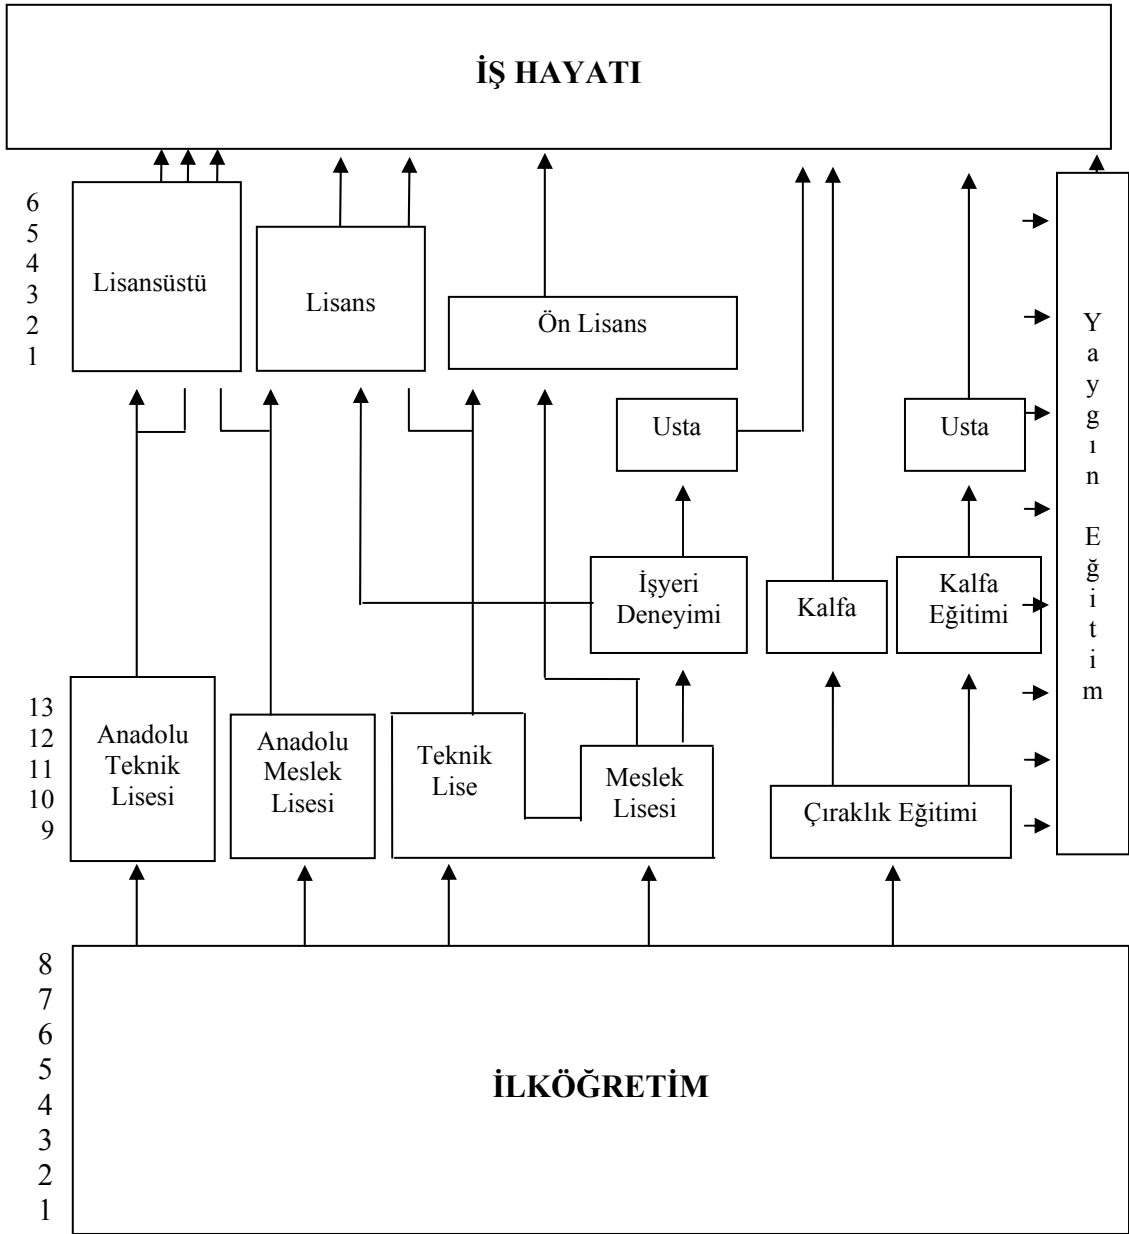 İŞ HAYATI
6
5
4
3
2
1
Lisansüstü
Lisans
Ön Lisans
Usta
Usta
İşyeri
Deneyimi
Kalfa
Kalfa
Eğitimi
Y
a
y
g
ı
n
E
ğ
i
t
i
m
13
12
11
10
9
Anadolu
Teknik
Lisesi
Anadolu
Meslek
Lisesi
Teknik
Lise
Meslek
Lisesi
Çıraklık Eğitimi
8
7
6
5
4
3
2
1
İLKÖĞRETİM